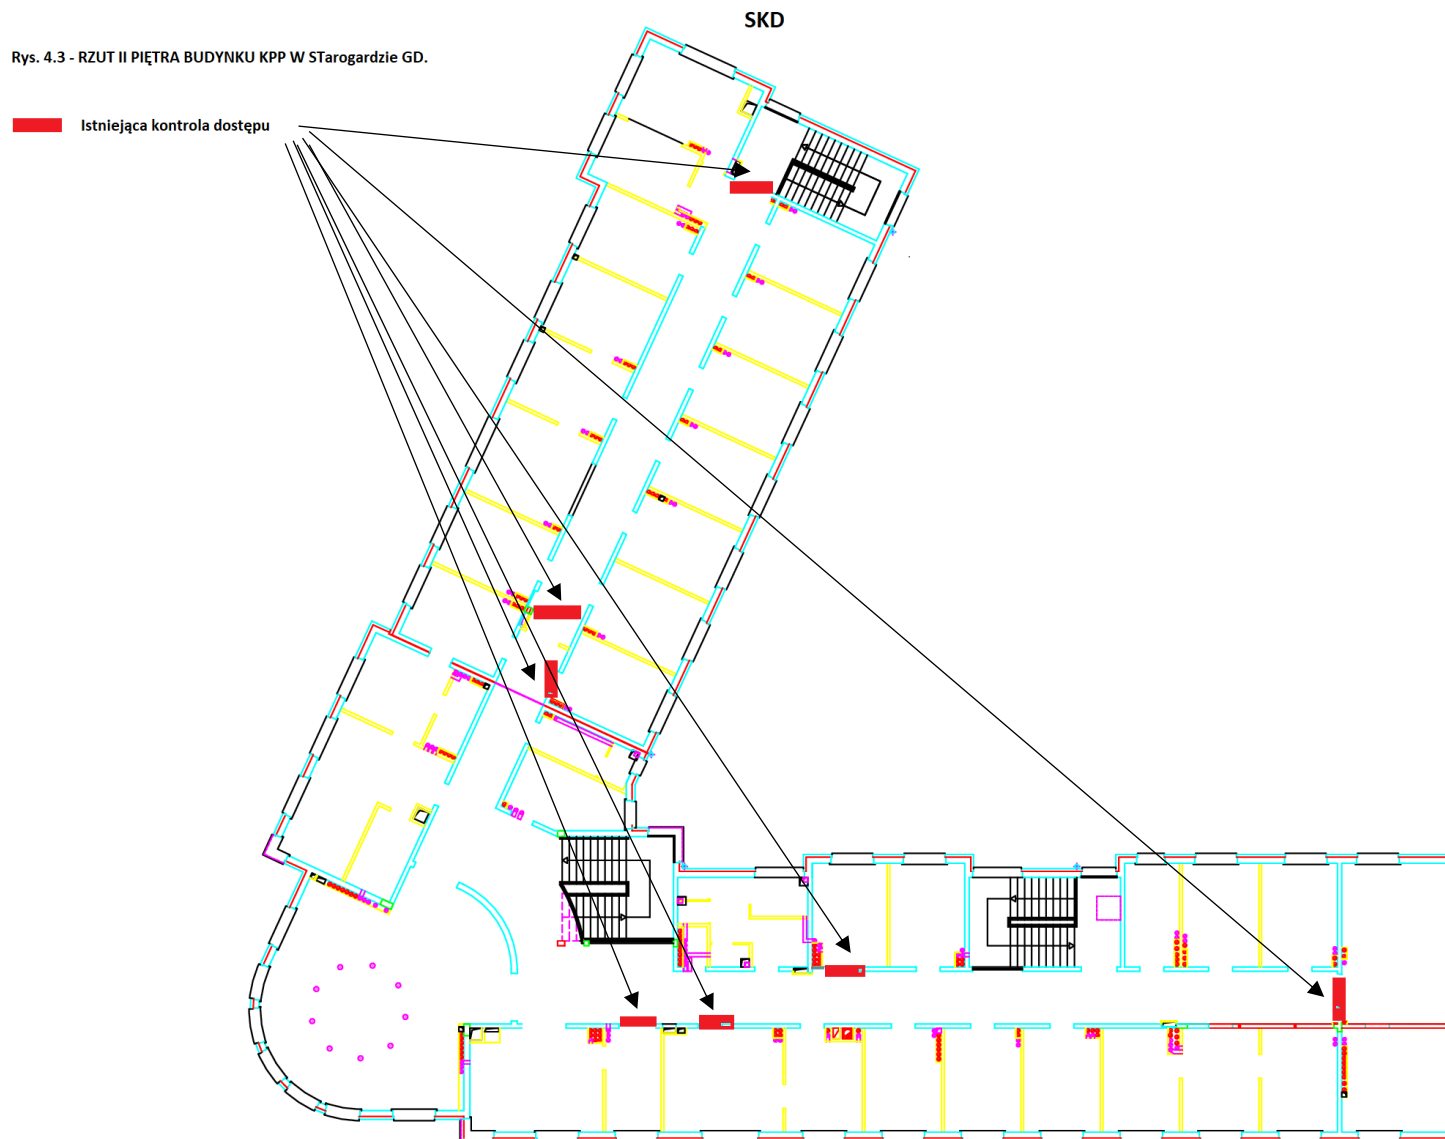 SKD
Rys. 4.3 - RZUT II PIĘTRA BUDYNKU KPP W STarogardzie GD.
Istniejąca kontrola dostępu